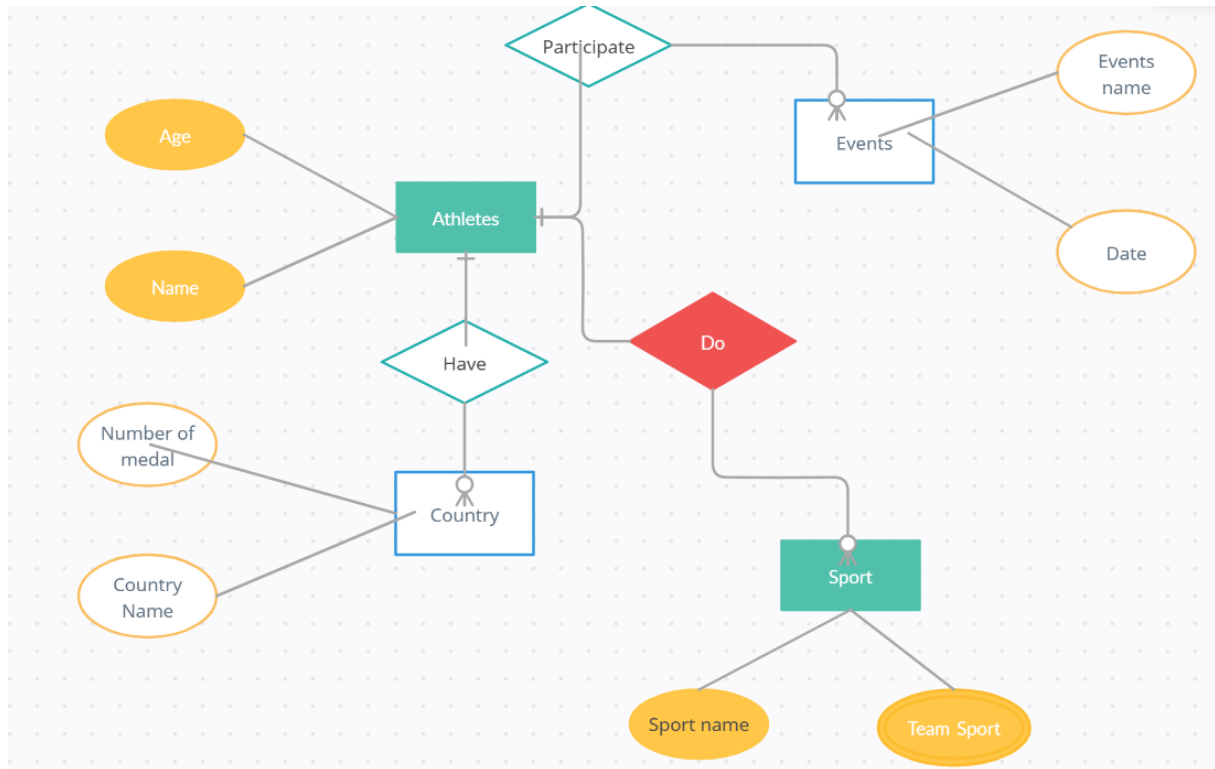 Participate
Events
name
Age
Events
Athletes
Date
Name
Do
Have
Number of
medal
Country
Country
Name
Sport
Sport name
Team Sport